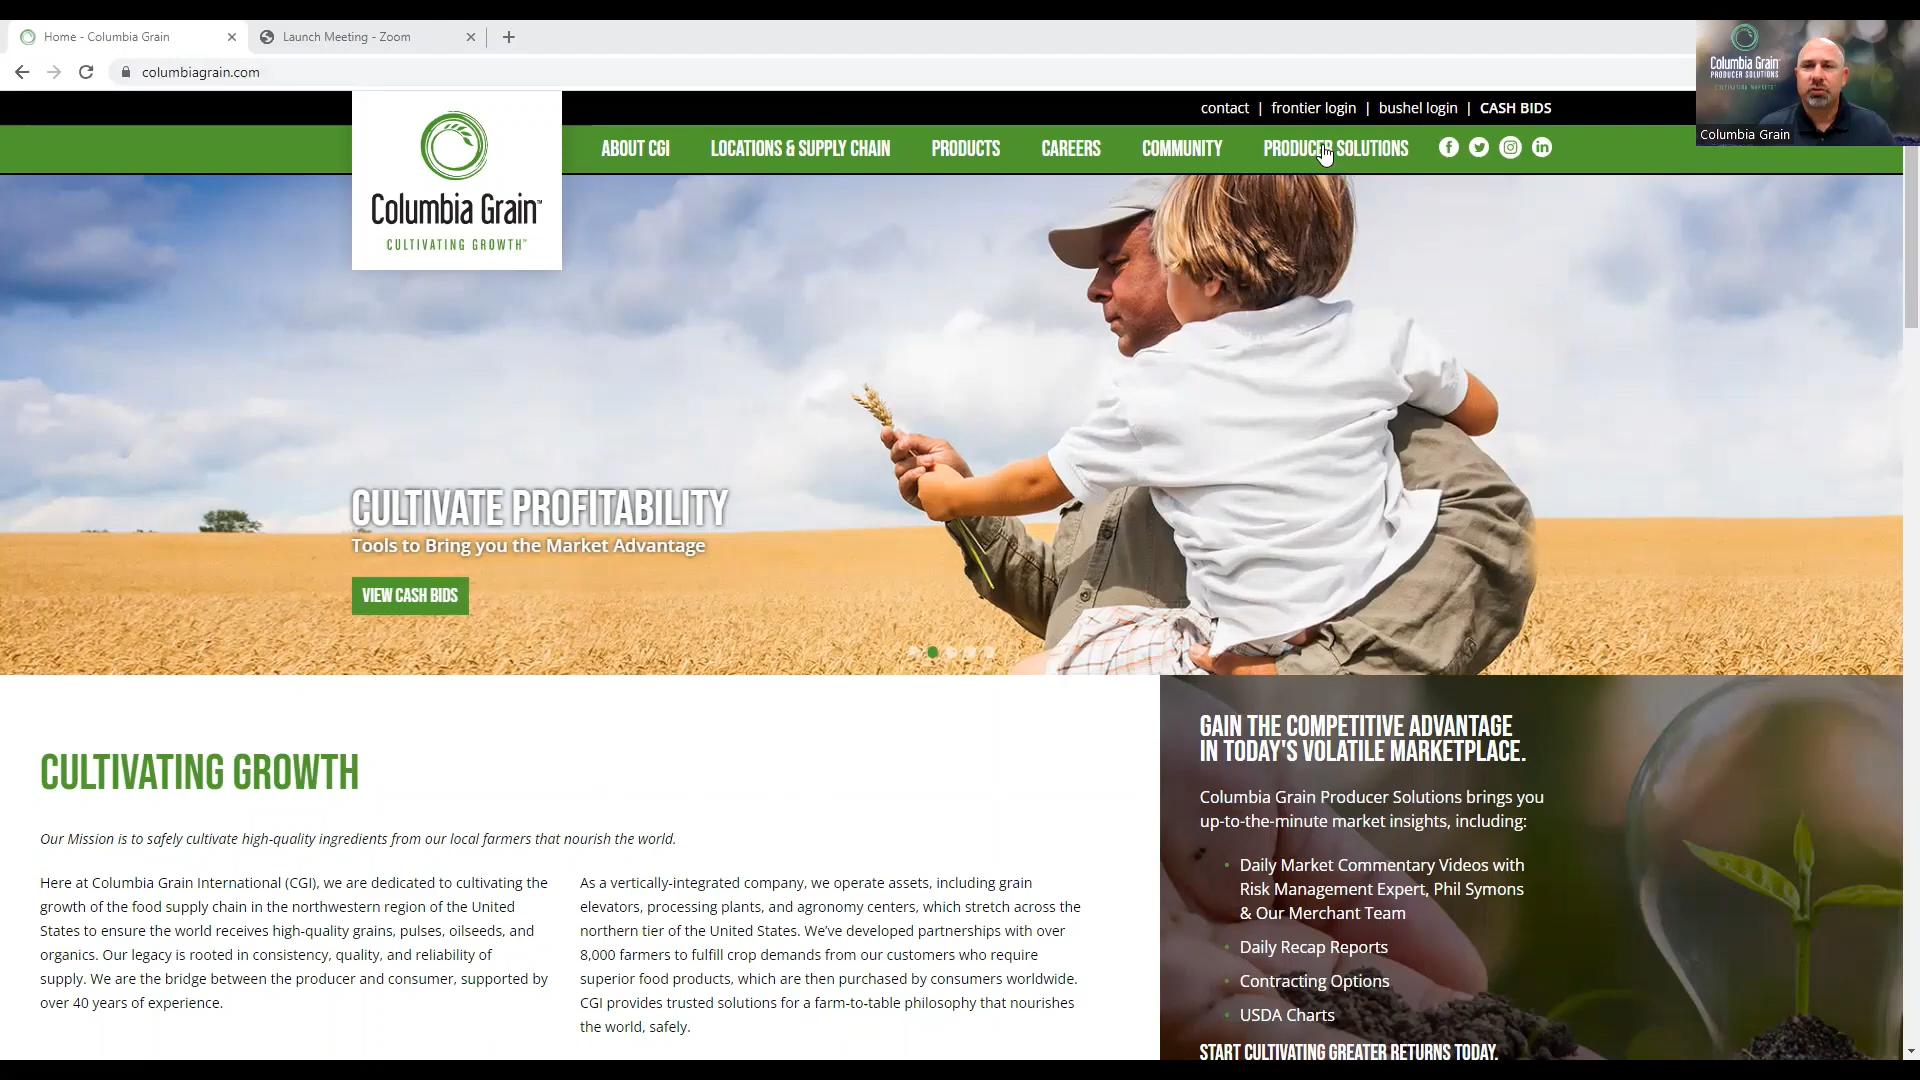 Home - Columbia Grain
Launch Meeting - Zoom
columbiagrain.com
Columbia Grain
PRODUCER SOLUTIONS
CULTIVATING MARKETS
Columbia Grain
contact | frontier login | bushel login | CASH BIDS
ABOUT CGI LOCATIONS & SUPPLY CHAIN PRODUCTS CAREERS COMMUNITY PRODUCER SOLUTIONS
Columbia Grain™
CULTIVATING GROWTH™
CULTIVATE PROFITABILITY
Tools to Bring you the Market Advantage
VIEW CASH BIDS
CULTIVATING GROWTH
Our Mission is to safely cultivate high-quality ingredients from our local farmers that nourish the world.
Here at Columbia Grain International (CGI), we are dedicated to cultivating the
growth of the food supply chain in the northwestern region of the United
States to ensure the world receives high-quality grains, pulses, oilseeds, and
organics. Our legacy is rooted in consistency, quality, and reliability of
supply. We are the bridge between the producer and consumer, supported by
over 40 years of experience.
As a vertically-integrated company, we operate assets, including grain
elevators, processing plants, and agronomy centers, which stretch across the
northern tier of the United States. We've developed partnerships with over
8,000 farmers to fulfill crop demands from our customers who require
superior food products, which are then purchased by consumers worldwide.
CGI provides trusted solutions for a farm-to-table philosophy that nourishes
the world, safely.
GAIN THE COMPETITIVE ADVANTAGE
IN TODAY'S VOLATILE MARKETPLACE.
Columbia Grain Producer Solutions brings you
up-to-the-minute market insights, including:
Daily Market Commentary Videos with
Risk Management Expert, Phil Symons
& Our Merchant Team
Daily Recap Reports
Contracting Options
USDA Charts
START CULTIVATING GREATER RETURNS TODAY.